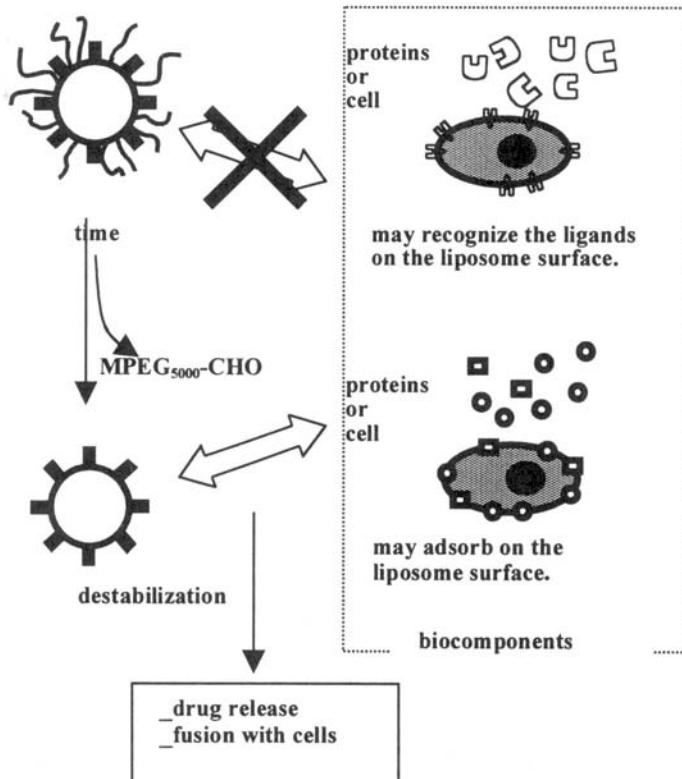 proteins
or
cell
may recognize the ligands
on the liposome surface.
time
MPEG5000-CHO
proteins
or
cell
may adsorb on the
liposome surface.
destabilization
biocomponents
_drug release
_fusion with cells